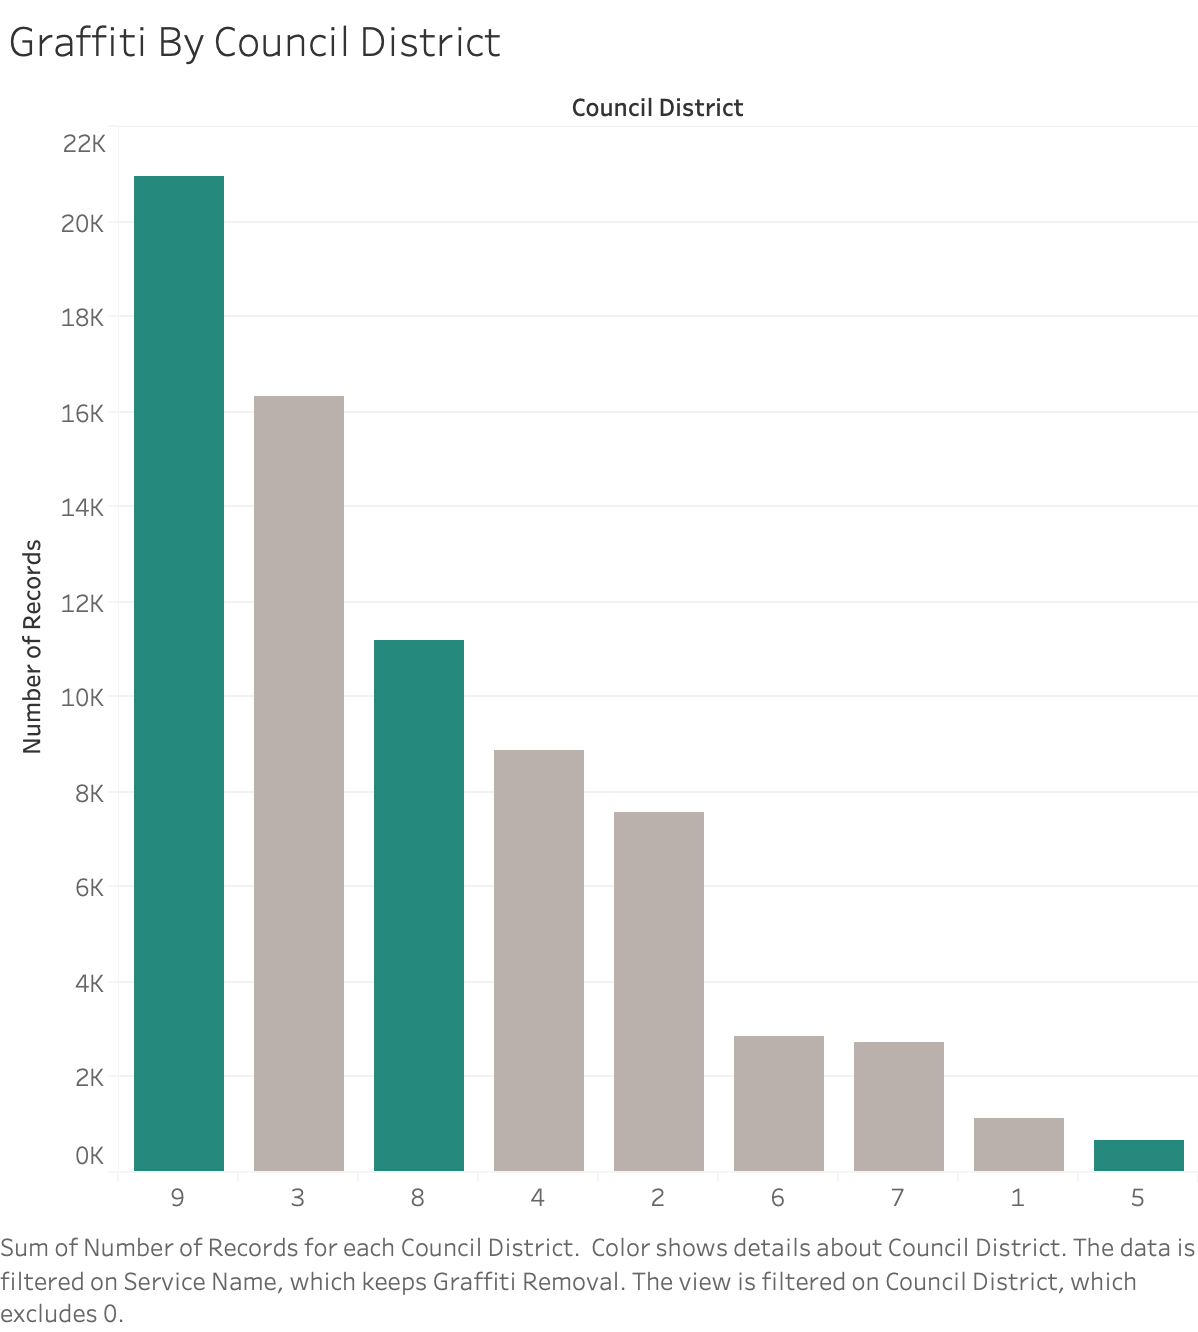 Graffiti By Council District
Council District
22K
20K
18K
16K
14K
12K
10K
8K
6K
4K
2K
0K
Number of Records
9 3 8 4 2 6 7 1 5
Sum of Number of Records for each Council District.  Color shows details about Council District. The data is
filtered on Service Name, which keeps Graffiti Removal. The view is filtered on Council District, which
excludes 0.